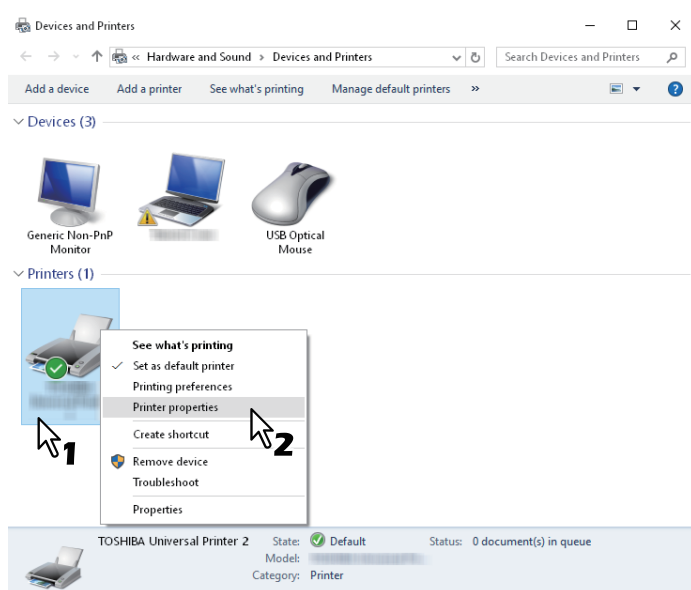 Devices and Printers
« Hardware and Sound > Devices and Printers
Search Devices and Printers
Add a device Add a printer See what's printing Manage default printers »
Devices (3)
Generic Non-PnP
Monitor
USB Optical
Mouse
Printers (1)
See what's printing
Set as default printer
Printing preferences
Printer properties
Create shortcut
Remove device
Troubleshoot
Properties
1
2
TOSHIBA Universal Printer 2 State: Default Status: 0 document(s) in queue
Model:
Category: Printer